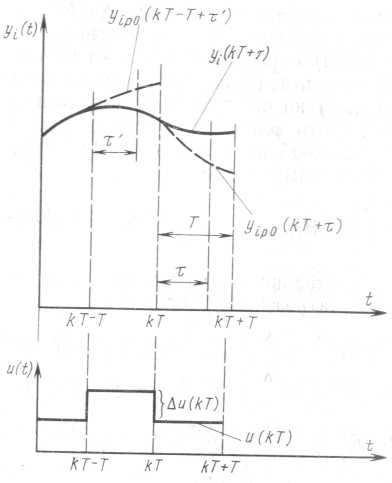 y_ip0(kT-T+τ')
y_i(t)
y_i(kT+τ)
τ'
y_ip0(kT+τ)
T
τ
t
kT-T kT kT+T
u(t)
Δu(kT)
u(kT)
t
kT-T kT kT+T